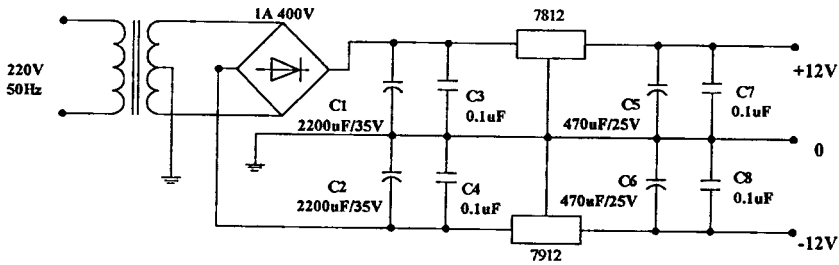 1A 400V
7812
220V
50Hz
+12V
C1
2200uF/35V
C3
0.1uF
C5
470uF/25V
C7
0.1uF
0
C2
2200uF/35V
C4
0.1uF
C6
470uF/25V
C8
0.1uF
-12V
7912